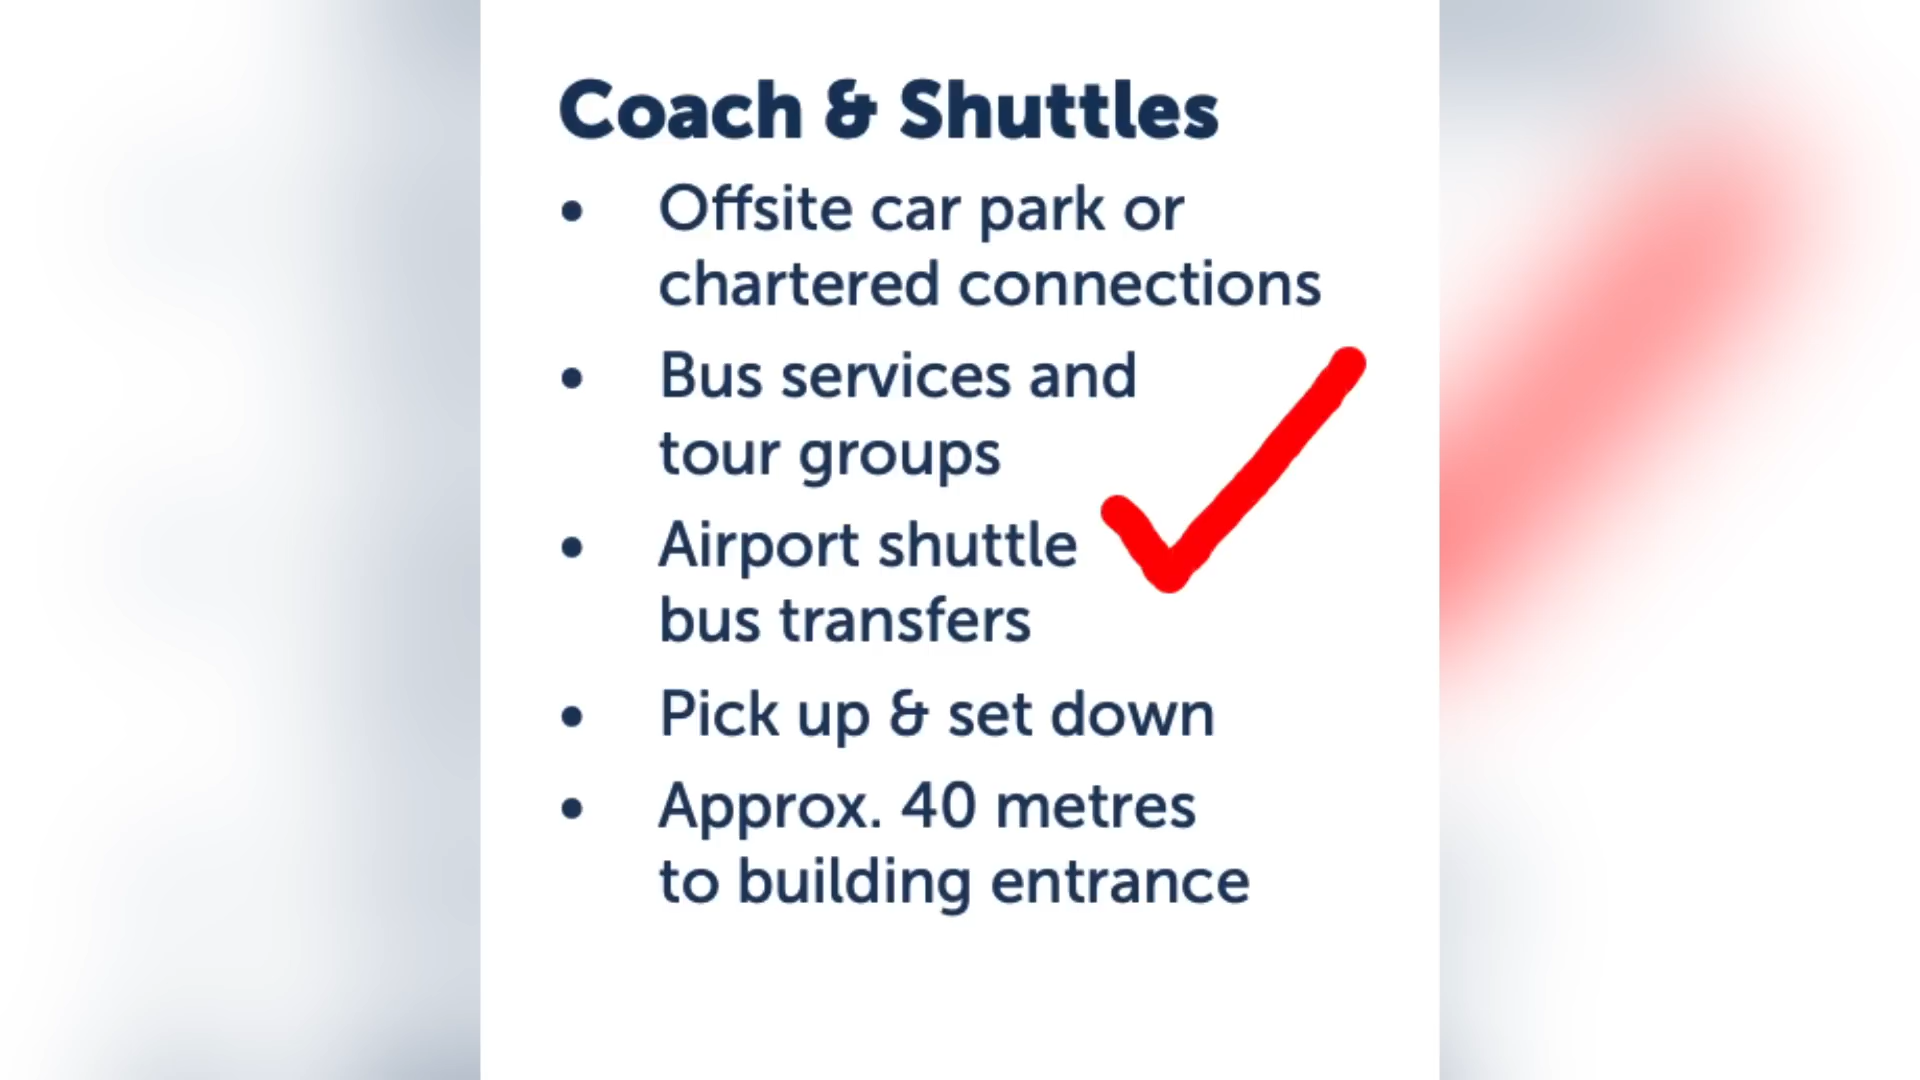 Coach & Shuttles
• Offsite car park or
chartered connections
• Bus services and
tour groups
• Airport shuttle
bus transfers
• Pick up & set down
• Approx. 40 metres
to building entrance